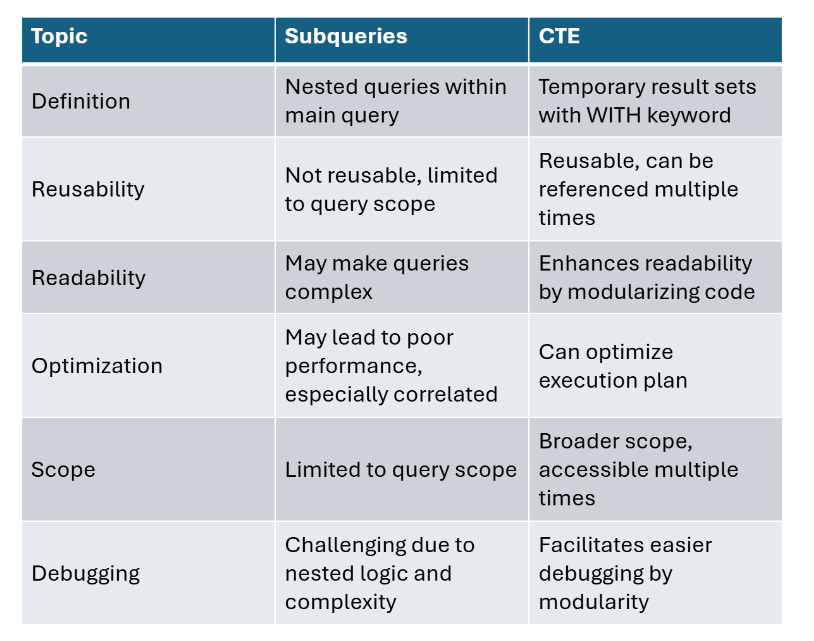 Topic
Subqueries
CTE
Definition
Nested queries within
main query
Temporary result sets
with WITH keyword
Reusability
Not reusable, limited
to query scope
Reusable, can be
referenced multiple
times
Readability
May make queries
complex
Enhances readability
by modularizing code
Optimization
May lead to poor
performance,
especially correlated
Can optimize
execution plan
Scope
Limited to query scope
Broader scope,
accessible multiple
times
Debugging
Challenging due to
nested logic and
complexity
Facilitates easier
debugging by
modularity